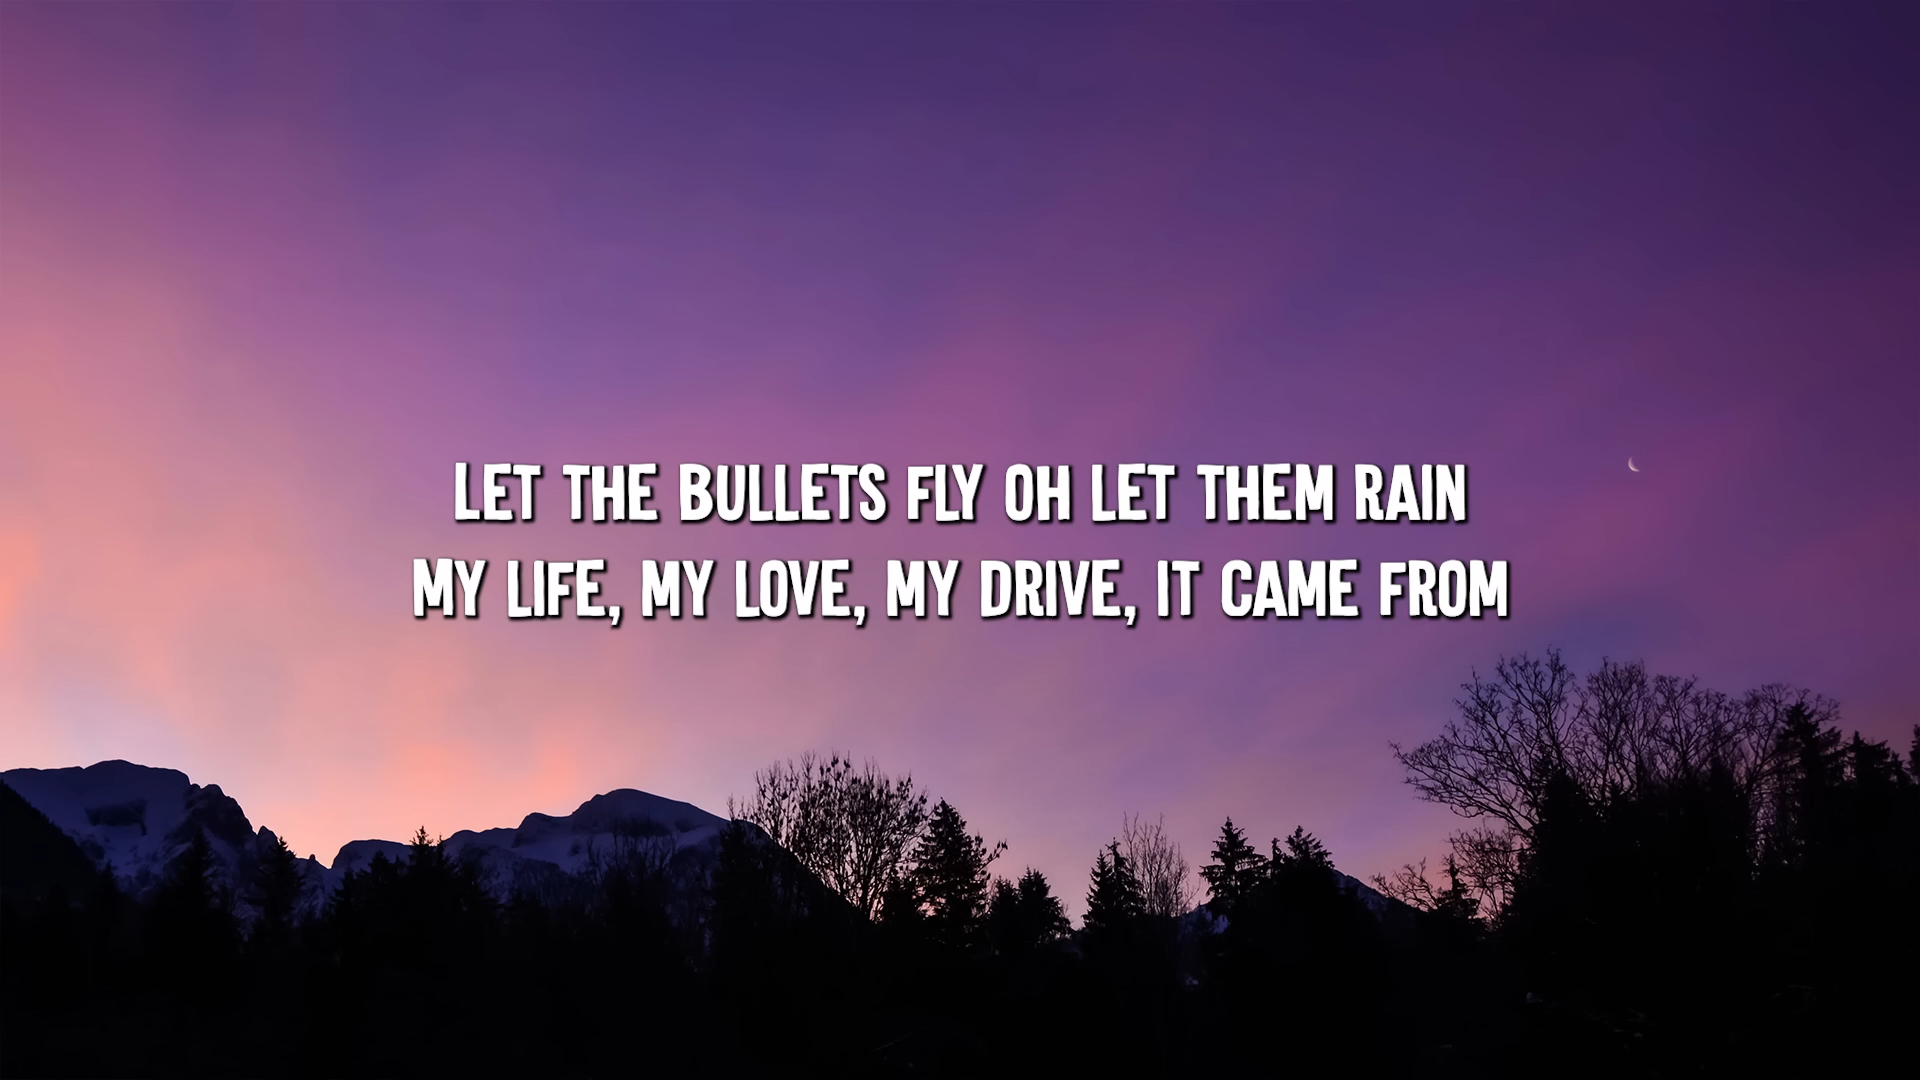 LET THE BULLETS FLY OH LET THEM RAIN
MY LIFE, MY LOVE, MY DRIVE, IT CAME FROM